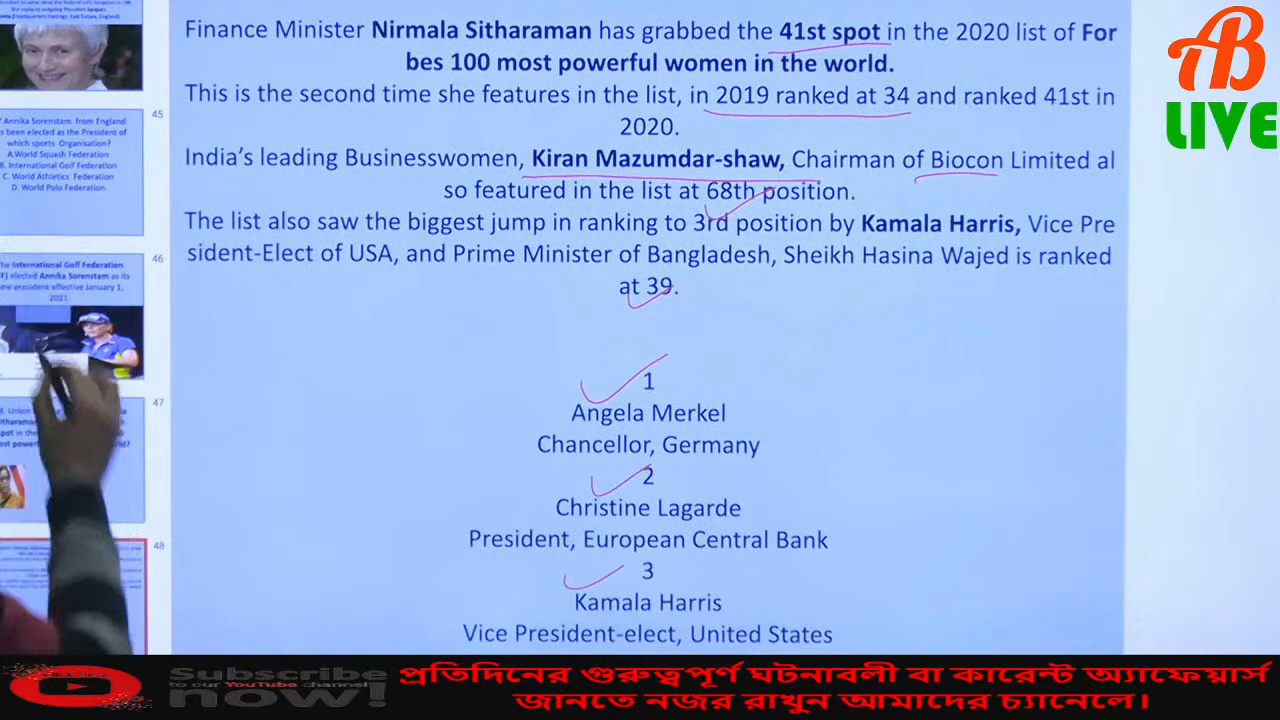 Finance Minister Nirmala Sitharaman has grabbed the 41st spot in the 2020 list of For
bes 100 most powerful women in the world.
This is the second time she features in the list, in 2019 ranked at 34 and ranked 41st in
2020.
India's leading Businesswomen, Kiran Mazumdar-shaw, Chairman of Biocon Limited al
so featured in the list at 68th position.
The list also saw the biggest jump in ranking to 3rd position by Kamala Harris, Vice Pre
sident-Elect of USA, and Prime Minister of Bangladesh, Sheikh Hasina Wajed is ranked
at 39.
1
Angela Merkel
Chancellor, Germany
2
Christine Lagarde
President, European Central Bank
3
Kamala Harris
Vice President-elect, United States
AB
LIVE
45
Annika Sorenstam from England
been elected as the President of
which sports Organisation?
A.World Squash Federation
B. International Golf Federation
C. World Athletics Federation
D. World Polo Federation
46
International Golf Federation
elected Annika Sorenstam as its
president effective January 1,
2021
47
48
Subscribe
to our YouTube channel
now!
প্রতিদিনের গুরুত্বপূর্ণ ঘটনাবলী বা কারেন্ট অ্যাফেয়ার্স
জানতে নজর রাখুন আমাদের চ্যানেলে।